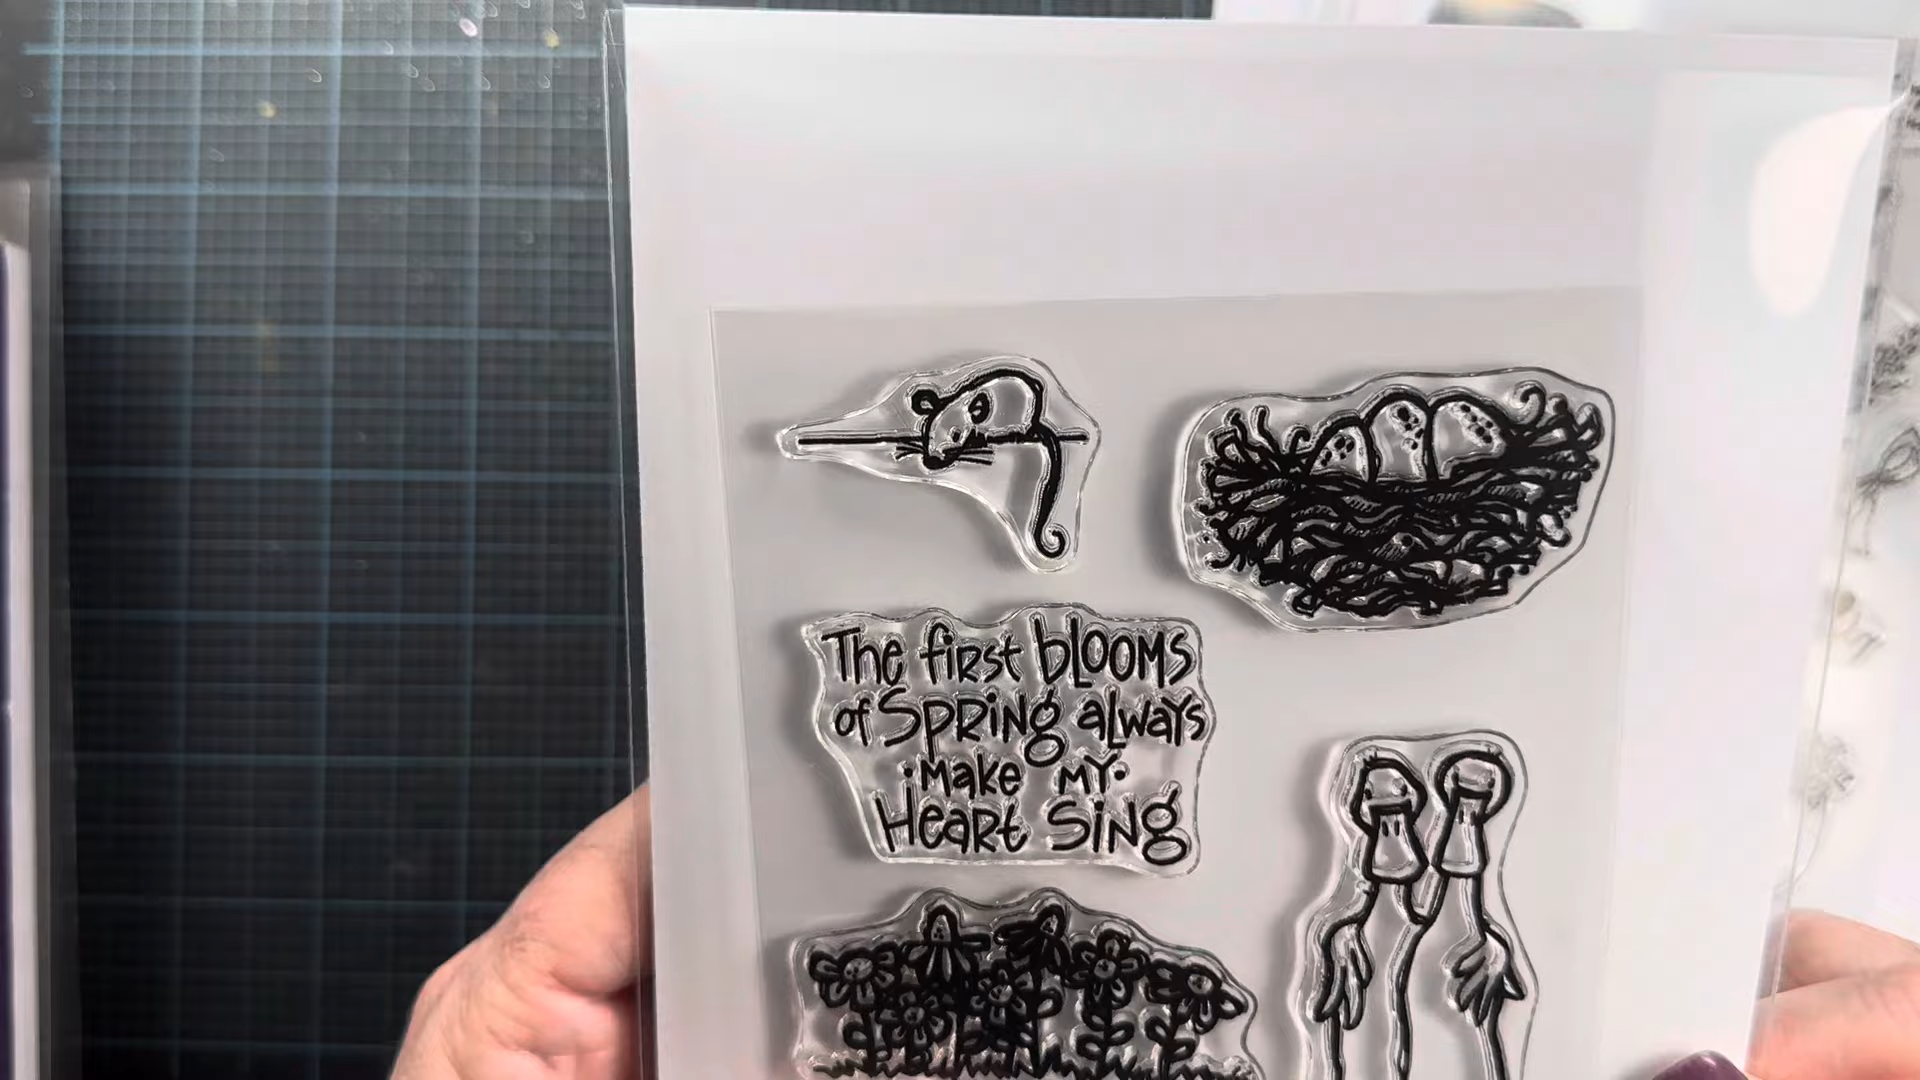 The first blooms
of Spring always
• make my •
Heart Sing